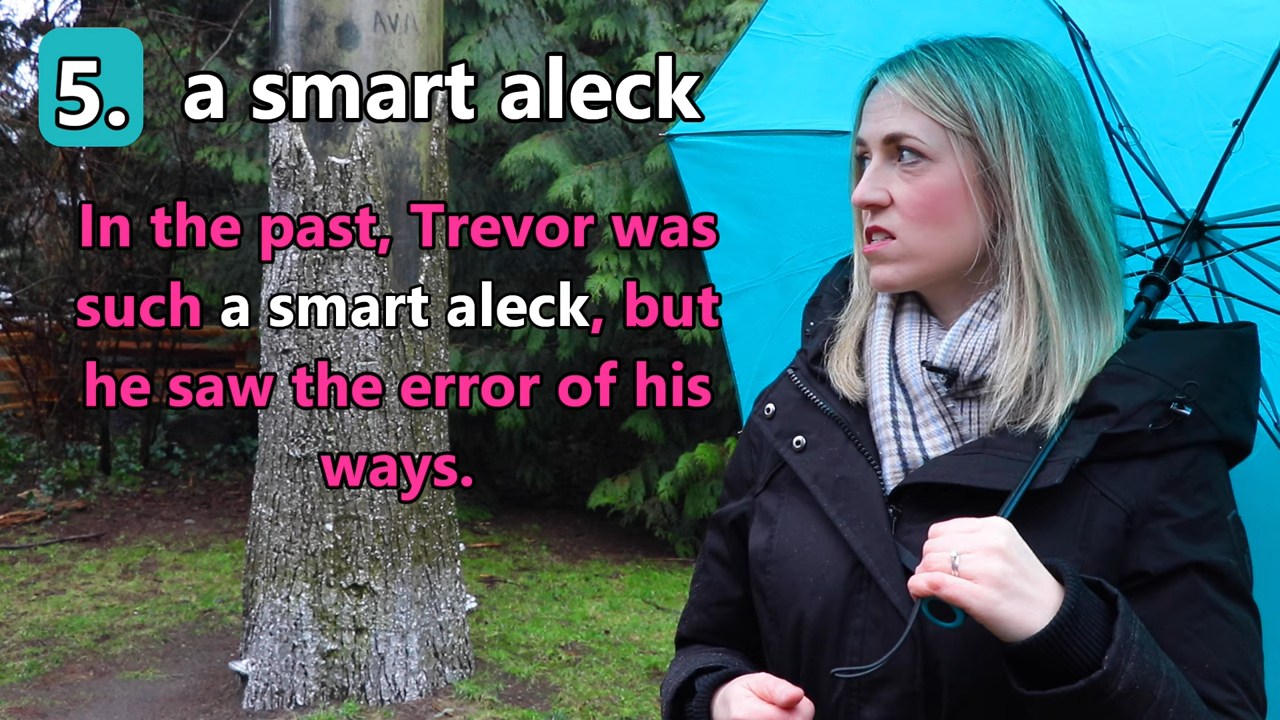 AVA
5. a smart aleck
In the past, Trevor was
such a smart aleck, but
he saw the error of his
ways.